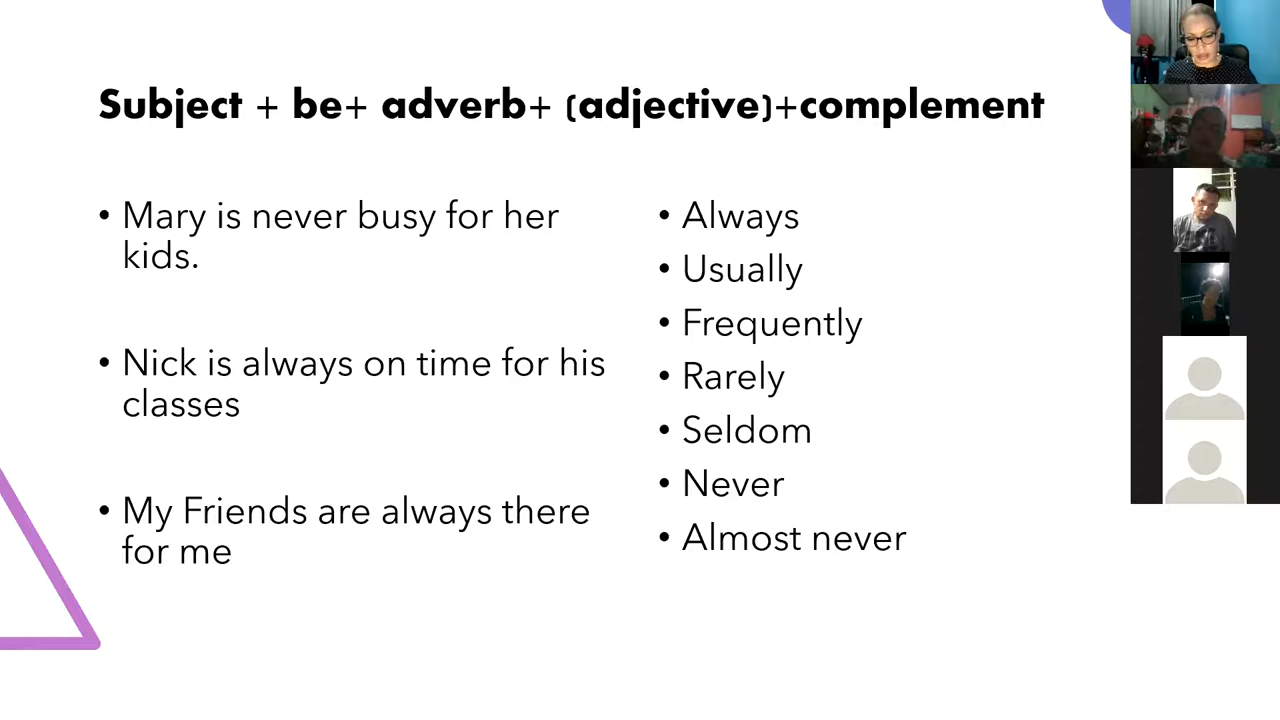 Subject + be+ adverb+ (adjective)+complement
• Mary is never busy for her
kids.
• Nick is always on time for his
classes
• My Friends are always there
for me
• Always
• Usually
• Frequently
• Rarely
• Seldom
• Never
• Almost never